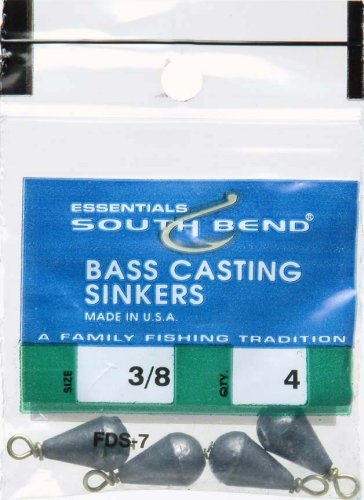 ESSENTIALS
SOUTH BEND®
BASS CASTING
SINKERS
MADE IN U.S.A.
A FAMILY FISHING TRADITION
SIZE 3/8 QTY. 4
FDS-7